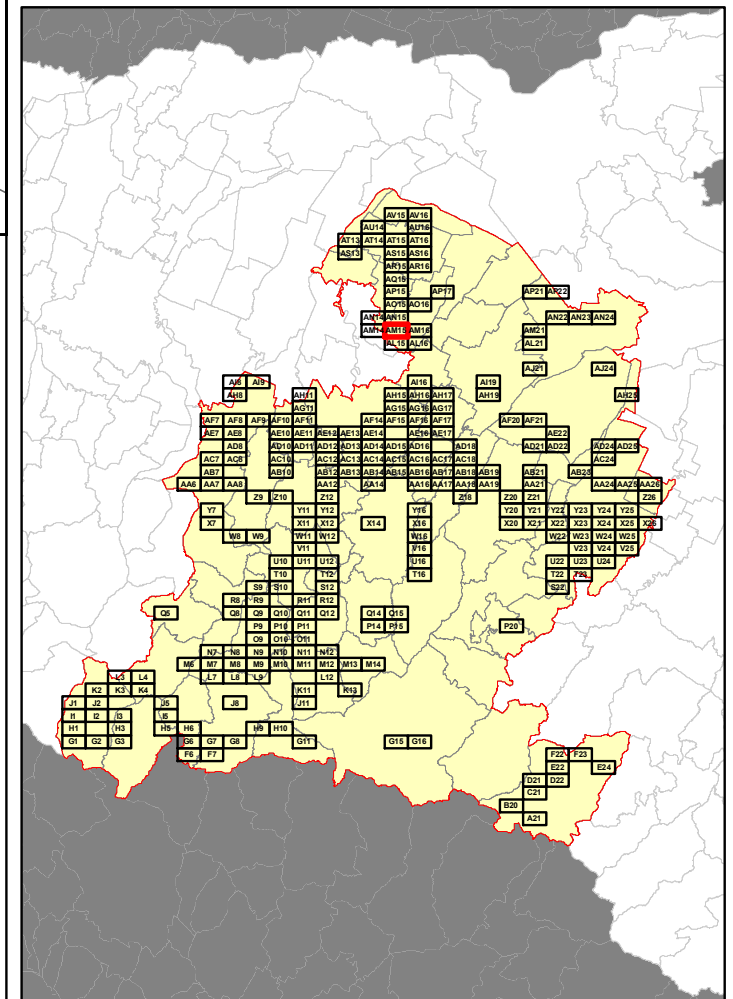 AV15 AV16
AU14 AU16
AT13 AT14 AT15 AT16
AS13 AS15 AS16
AR15 AR16
AQ15
AP15 AP17 AP21 AP22
AO15 AO16
AN14 AN15 AN22 AN23 AN24
AM14 AM15 AM16 AM21
AL15 AL16 AL21
AJ21 AJ24
AI8 AI9 AI16 AI19
AH8 AH11 AH15 AH16 AH17 AH19 AH25
AG11 AG15 AG16 AG17
AF7 AF8 AF9 AF10 AF11 AF14 AF15 AF16 AF17 AF20 AF21
AE7 AE8 AE10 AE11 AE12 AE13 AE14 AE16 AE17 AE22
AD8 AD10 AD11 AD12 AD13 AD14 AD15 AD16 AD18 AD21 AD22 AD24 AD25
AC7 AC8 AC10 AC12 AC13 AC14 AC15 AC16 AC17 AC18 AC24
AB7 AB10 AB12 AB13 AB14 AB15 AB16 AB17 AB18 AB19 AB21 AB23
AA6 AA7 AA8 AA12 AA14 AA16 AA17 AA18 AA19 AA21 AA24 AA25 AA26
Z9 Z10 Z12 Z18 Z20 Z21 Z26
Y7 Y11 Y12 Y16 Y20 Y21 Y22 Y23 Y24 Y25
X7 X11 X12 X14 X16 X20 X21 X22 X23 X24 X25 X26
W8 W9 W11 W12 W16 W22 W23 W24 W25
V11 V16 V23 V24 V25
U10 U11 U12 U16 U22 U23 U24
T10 T12 T16 T22 T23
S9 S10 S12 S22
R8 R9 R11 R12
Q5 Q8 Q9 Q10 Q11 Q12 Q14 Q15
P9 P10 P11 P14 P15 P20
O9 O10 O11
N7 N8 N9 N10 N11 N12
M6 M7 M8 M9 M10 M11 M12 M13 M14
L3 L4 L7 L8 L9 L12
K2 K3 K4 K11 K13
J1 J2 J5 J8 J11
I1 I2 I3 I5
H1 H3 H5 H6 H9 H10
G1 G2 G3 G6 G7 G8 G11 G15 G16
F6 F7 F22 F23
E22 E24
D21 D22
C21
B20
A21